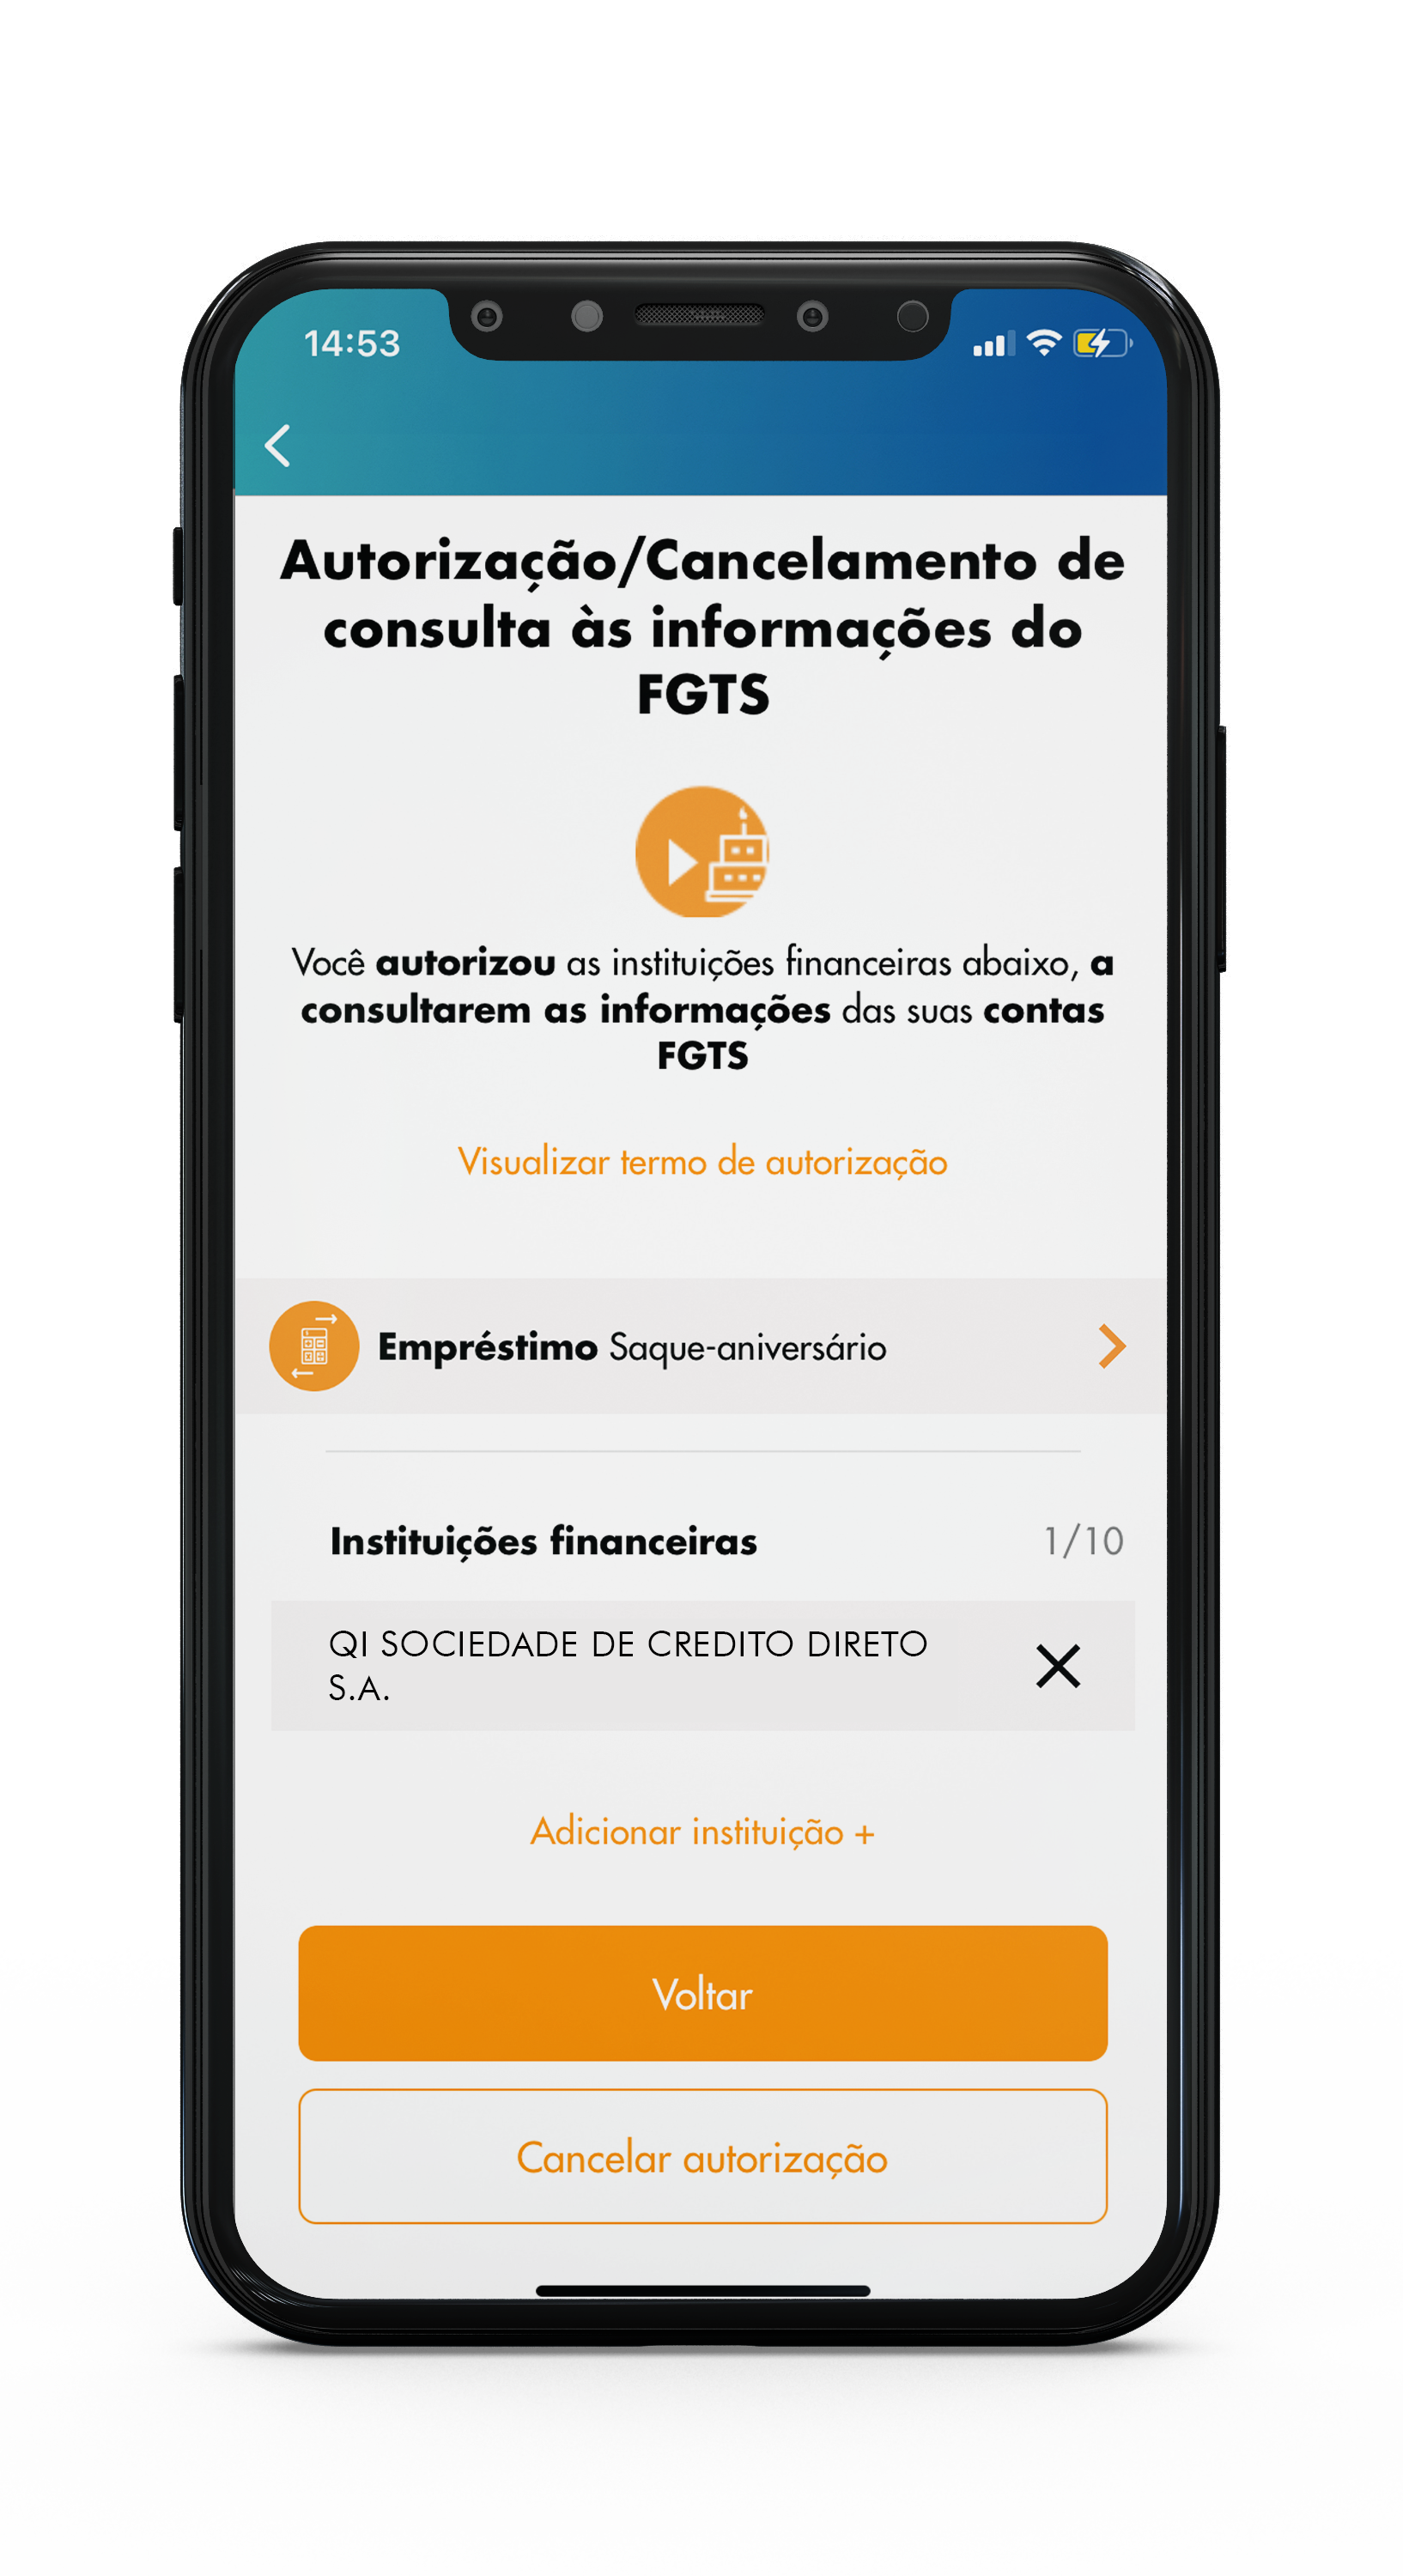 14:53
Autorização/Cancelamento de
consulta às informações do
FGTS
Você autorizou as instituições financeiras abaixo, a
consultarem as informações das suas contas
FGTS
Visualizar termo de autorização
Empréstimo Saque-aniversário
Instituições financeiras 1/10
QI SOCIEDADE DE CREDITO DIRETO
S.A.
Adicionar instituição +
Voltar
Cancelar autorização